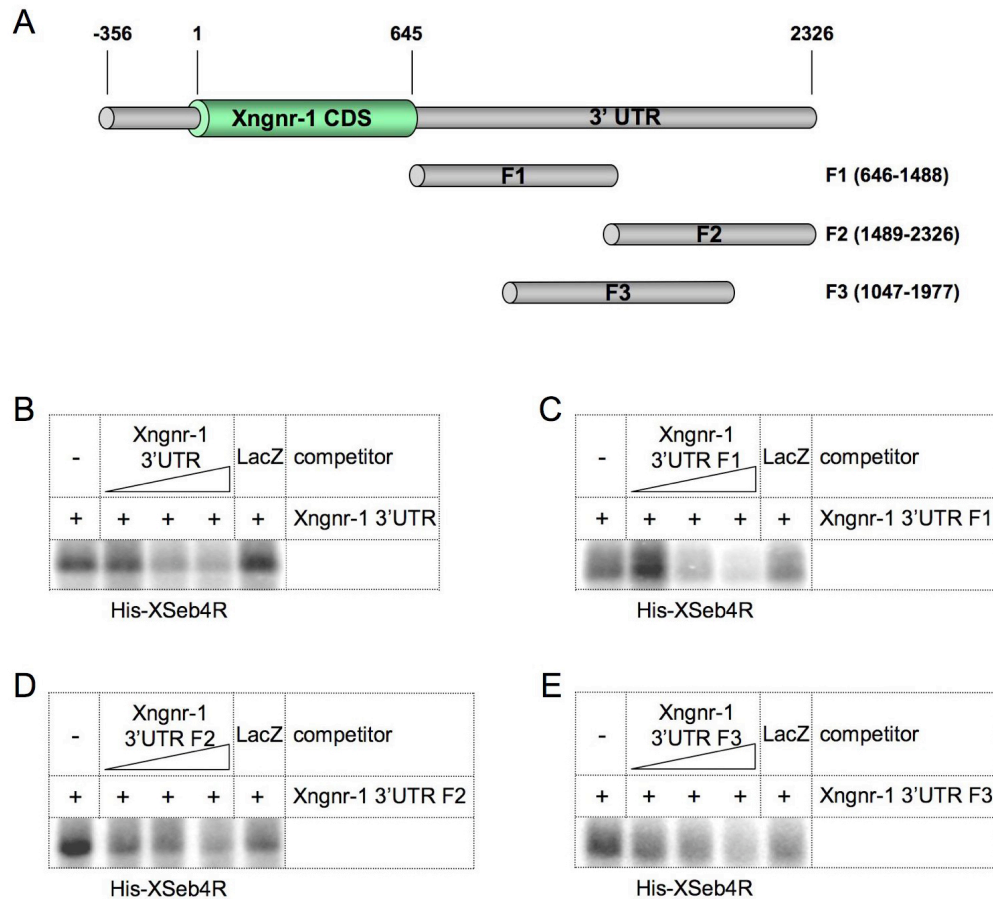 A
-356 1 645 2326
Xngnr-1 CDS 3' UTR
F1 F1 (646-1488)
F2 F2 (1489-2326)
F3 F3 (1047-1977)
B
- Xngnr-1 3'UTR LacZ competitor
+ + + + + Xngnr-1 3'UTR
His-XSeb4R
C
- Xngnr-1 3'UTR F1 LacZ competitor
+ + + + + Xngnr-1 3'UTR F1
His-XSeb4R
D
- Xngnr-1 3'UTR F2 LacZ competitor
+ + + + + Xngnr-1 3'UTR F2
His-XSeb4R
E
- Xngnr-1 3'UTR F3 LacZ competitor
+ + + + + Xngnr-1 3'UTR F3
His-XSeb4R